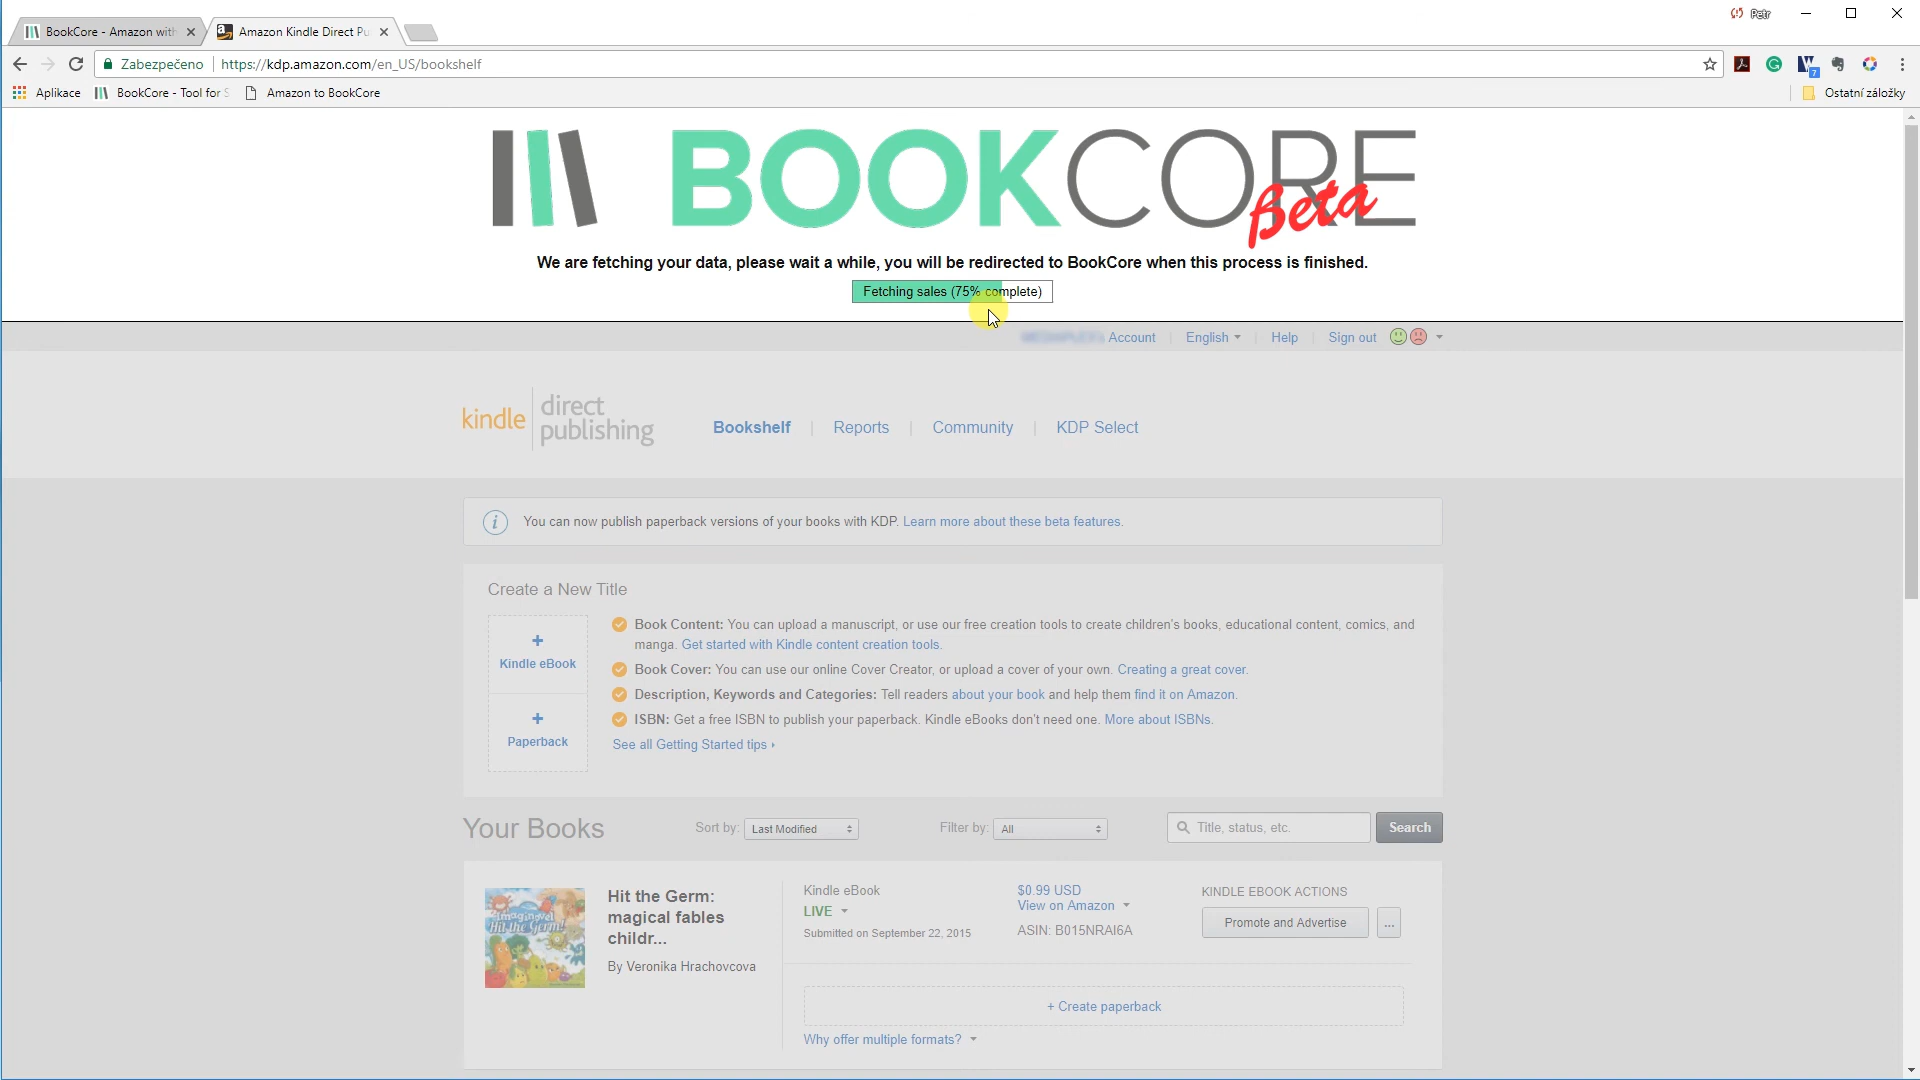 Petr
BookCore - Amazon with
Amazon Kindle Direct Pu
Zabezpečeno https://kdp.amazon.com/en_US/bookshelf
7
Aplikace BookCore - Tool for S Amazon to BookCore Ostatní záložky
BOOKCORE
Beta
We are fetching your data, please wait a while, you will be redirected to BookCore when this process is finished.
Fetching sales (75% complete)
Account English Help Sign out
kindle direct publishing
Bookshelf Reports Community KDP Select
You can now publish paperback versions of your books with KDP. Learn more about these beta features.
Create a New Title
+
Kindle eBook
+
Paperback
Book Content: You can upload a manuscript, or use our free creation tools to create children's books, educational content, comics, and
manga. Get started with Kindle content creation tools.
Book Cover: You can use our online Cover Creator, or upload a cover of your own. Creating a great cover.
Description, Keywords and Categories: Tell readers about your book and help them find it on Amazon.
ISBN: Get a free ISBN to publish your paperback. Kindle eBooks don't need one. More about ISBNs.
See all Getting Started tips
Your Books Sort by: Last Modified Filter by: All Title, status, etc. Search
Imaginovel
Hit the Germ!
Hit the Germ:
magical fables
childr...
By Veronika Hrachovcova
Kindle eBook
LIVE
Submitted on September 22, 2015
$0.99 USD
View on Amazon
ASIN: B015NRAI6A
KINDLE EBOOK ACTIONS
Promote and Advertise ...
+ Create paperback
Why offer multiple formats?